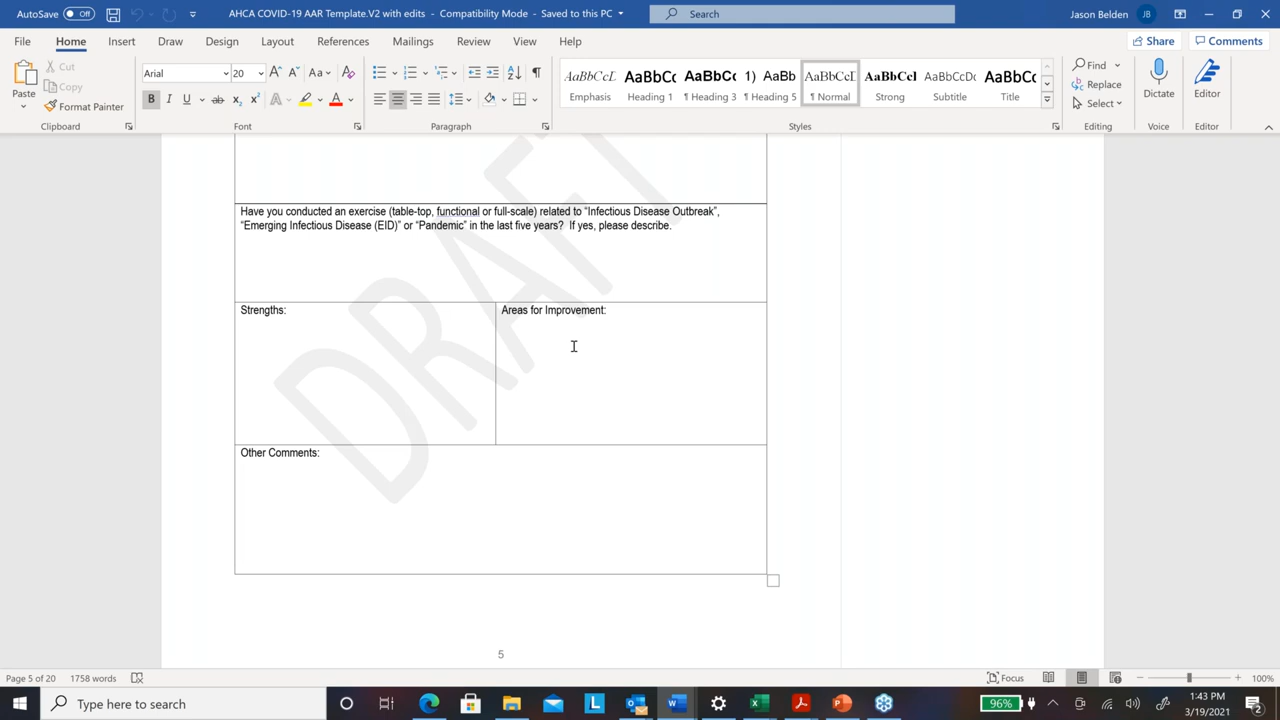 AutoSave Off AHCA COVID-19 AAR Template.V2 with edits - Compatibility Mode - Saved to this PC Search Jason Belden JB
File Home Insert Draw Design Layout References Mailings Review View Help Share Comments
Paste Cut Copy Format Painter
Arial 20
AaBbCcL AaBbCc AaBbCc 1) AaBb AaBbCcI AaBbCcI AaBbCcDc AaBbC
Emphasis Heading 1 ¶ Heading 3 ¶ Heading 5 ¶ Normal Strong Subtitle Title
Find Replace Select Dictate Editor
Clipboard Font Paragraph Styles Editing Voice Editor
DRAFT
Have you conducted an exercise (table-top, functional or full-scale) related to “Infectious Disease Outbreak”,
“Emerging Infectious Disease (EID)” or “Pandemic” in the last five years? If yes, please describe.
Strengths: Areas for Improvement:
Other Comments:
5
Page 5 of 20 1758 words Focus 100%
Type here to search 96% 1:43 PM
3/19/2021 2